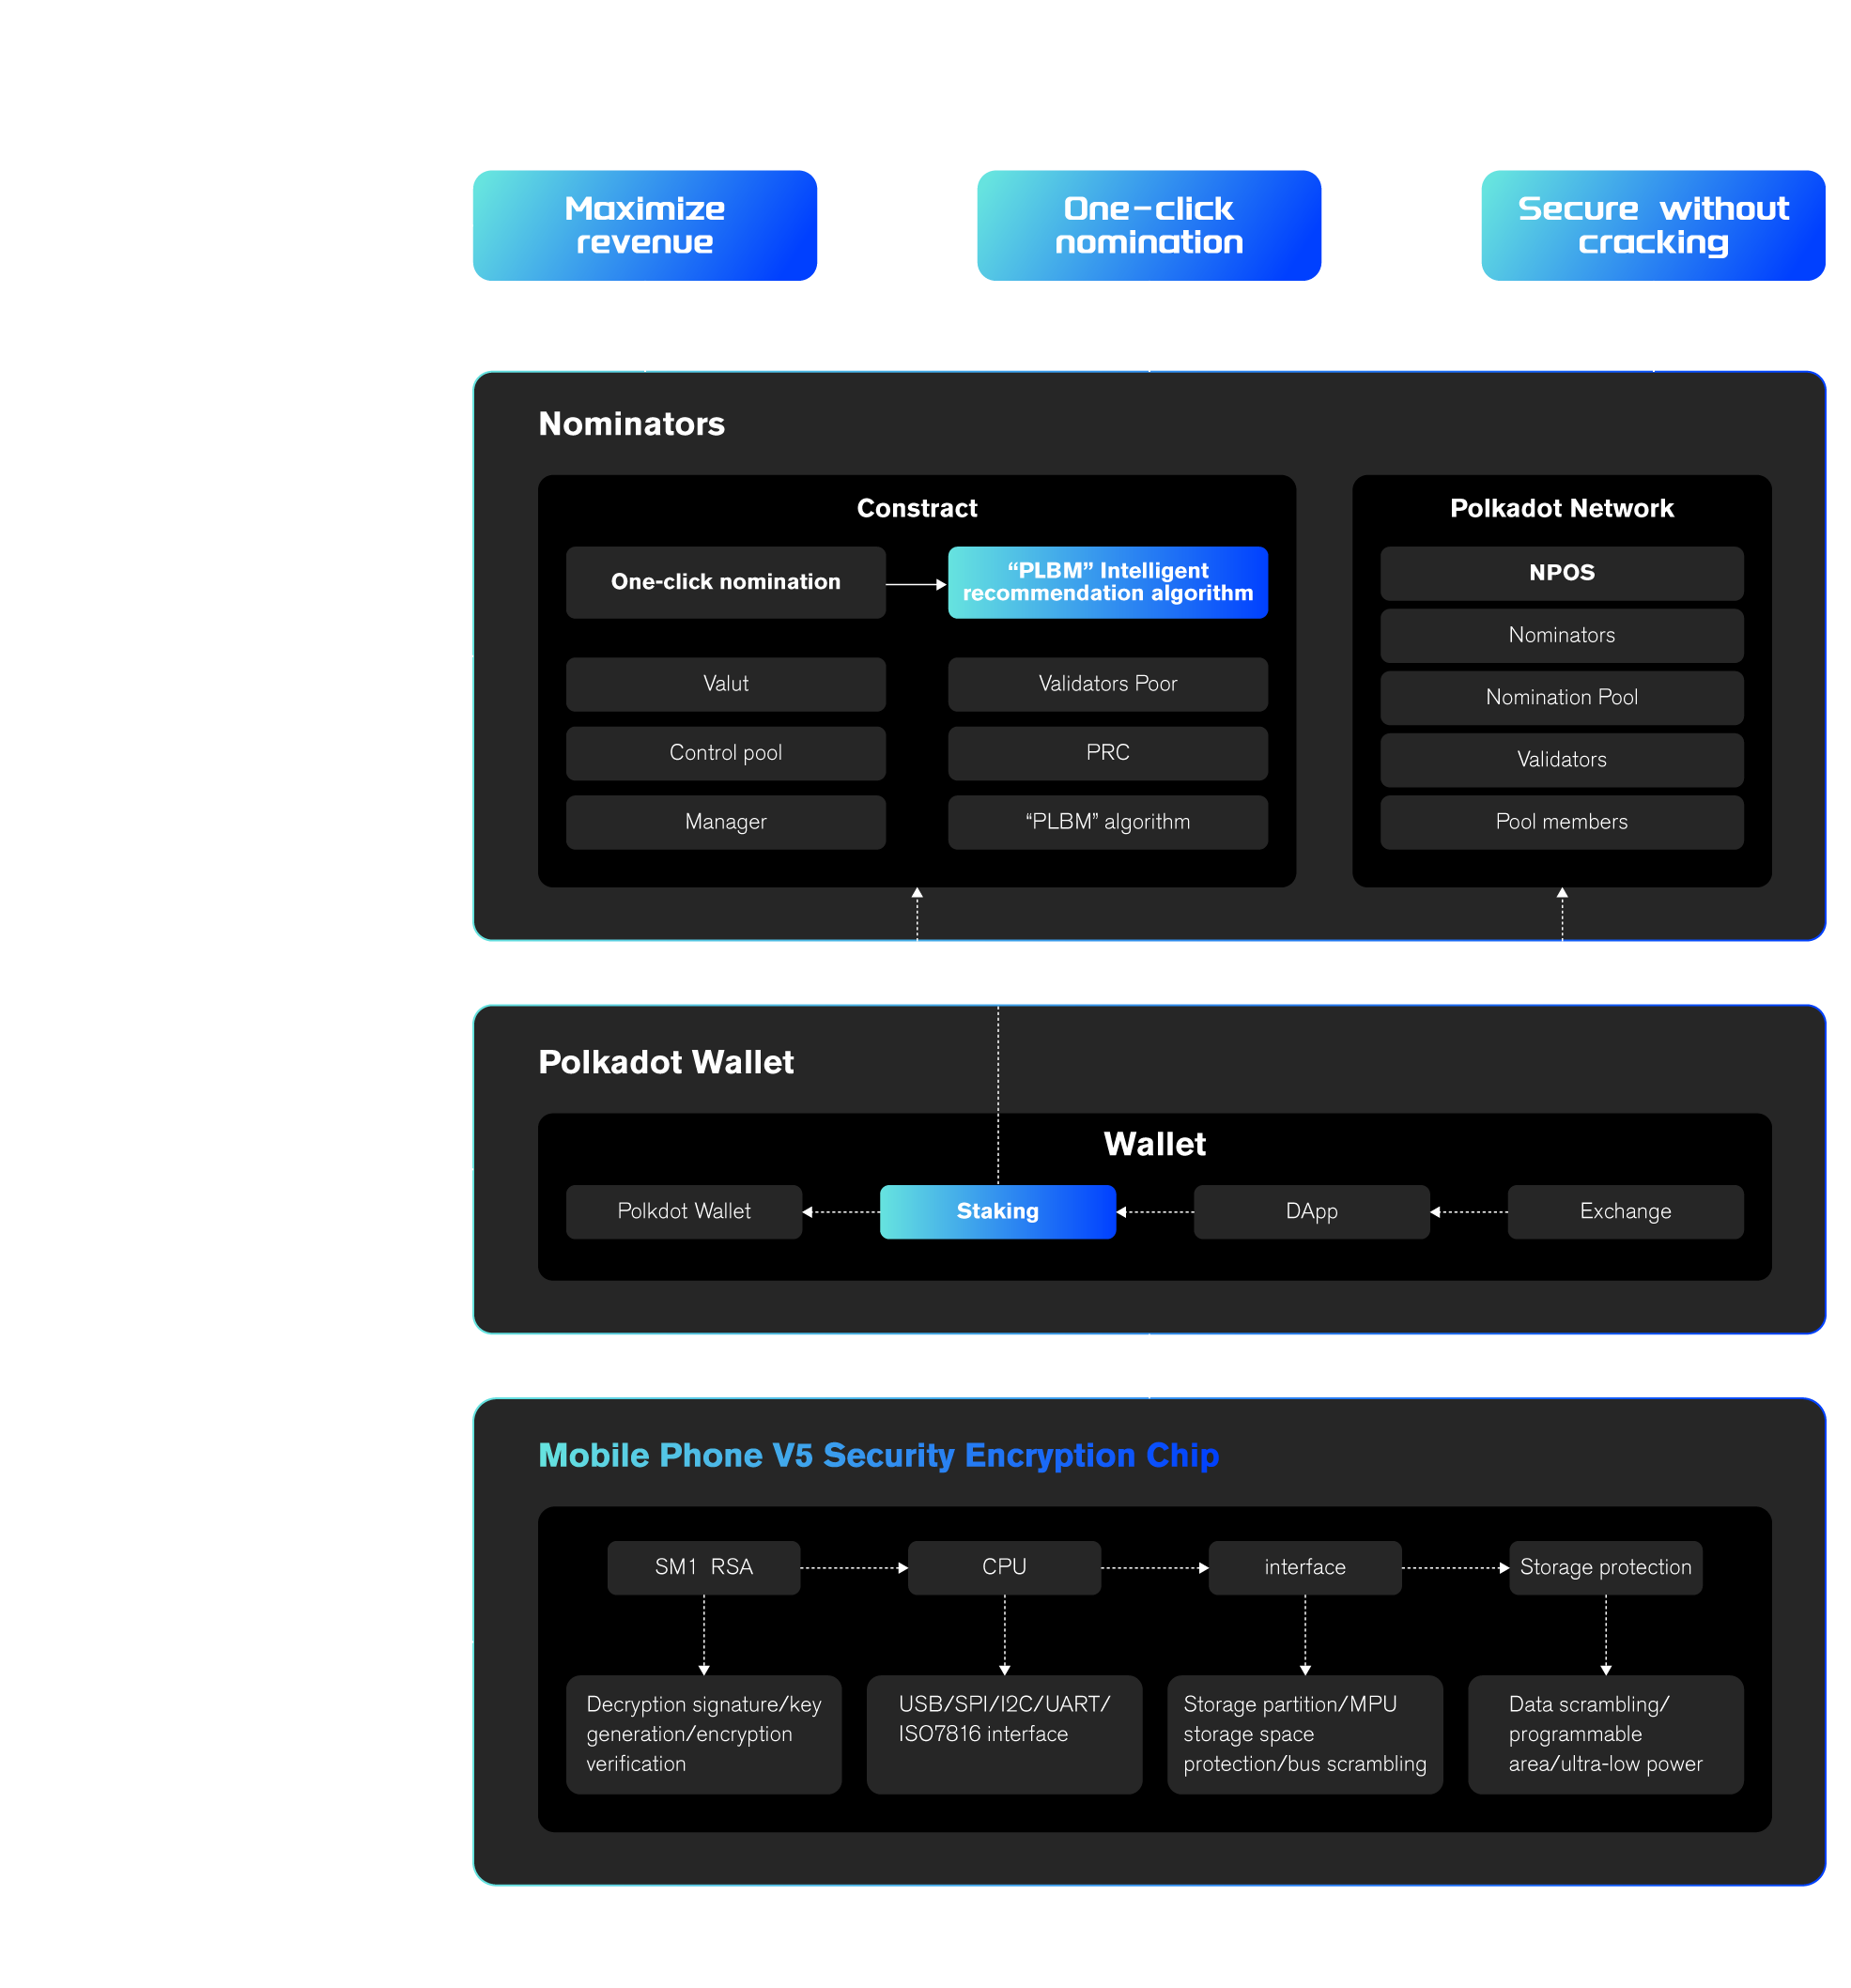 Maximize
revenue
One-click
nomination
Secure without
cracking
Nominators
Constract
One-click nomination
“PLBM” Intelligent
recommendation algorithm
Valut
Validators Poor
Control pool
PRC
Manager
“PLBM” algorithm
Polkadot Network
NPOS
Nominators
Nomination Pool
Validators
Pool members
Polkadot Wallet
Wallet
Polkdot Wallet
Staking
DApp
Exchange
Mobile Phone V5 Security Encryption Chip
SM1 RSA
CPU
interface
Storage protection
Decryption signature/key
generation/encryption
verification
USB/SPI/I2C/UART/
ISO7816 interface
Storage partition/MPU
storage space
protection/bus scrambling
Data scrambling/
programmable
area/ultra-low power